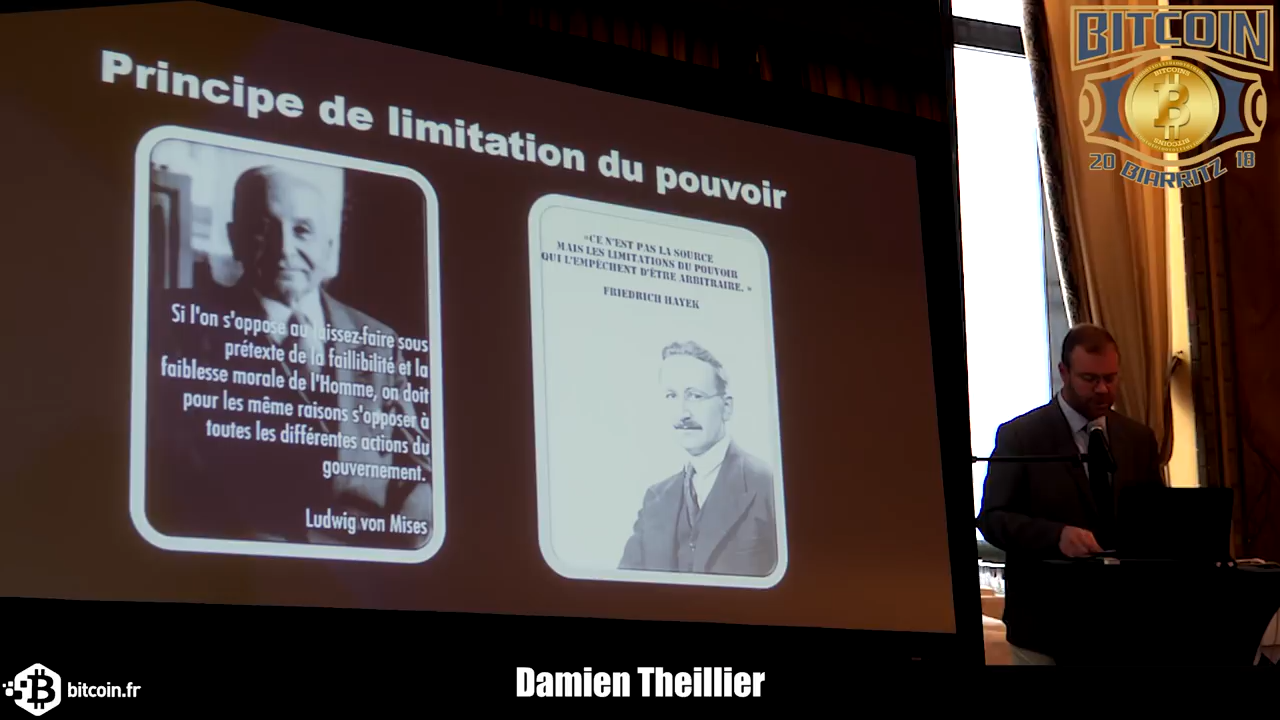 Principe de limitation du pouvoir
Si l'on s'oppose au laissez-faire sous
prétexte de la faillibilité et la
faiblesse morale de l'Homme, on doit
pour les même raisons s'opposer à
toutes les différentes actions du
gouvernement.
Ludwig von Mises
«CE N'EST PAS LA SOURCE
MAIS LES LIMITATIONS DU POUVOIR
QUI L'EMPÊCHENT D'ÊTRE ARBITRAIRE. »
FRIEDRICH HAYEK
BITCOIN
BITCOINS
BITCOINS
20 BIARRITZ 18
bitcoin.fr
Damien Theillier